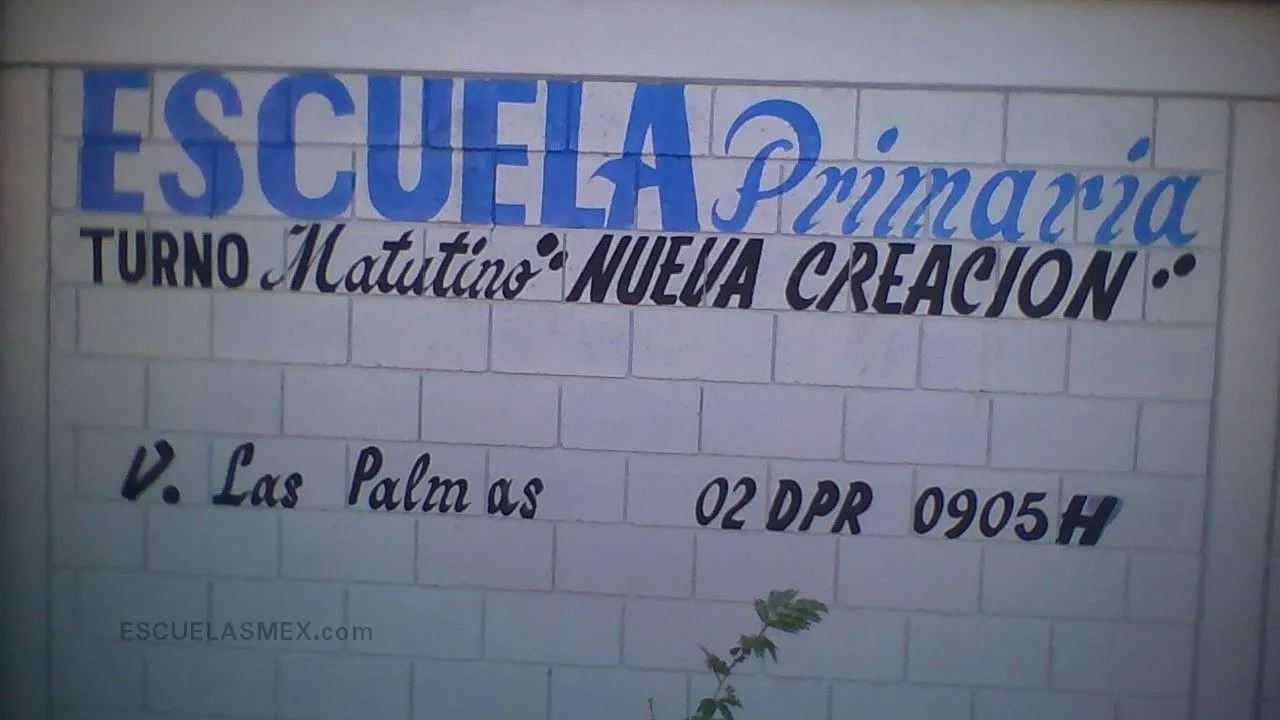 ESCUELA Primaria
TURNO Matutino "NUEVA CREACION"
V. Las Palmas 02DPR 0905H
ESCUELASMEX.com